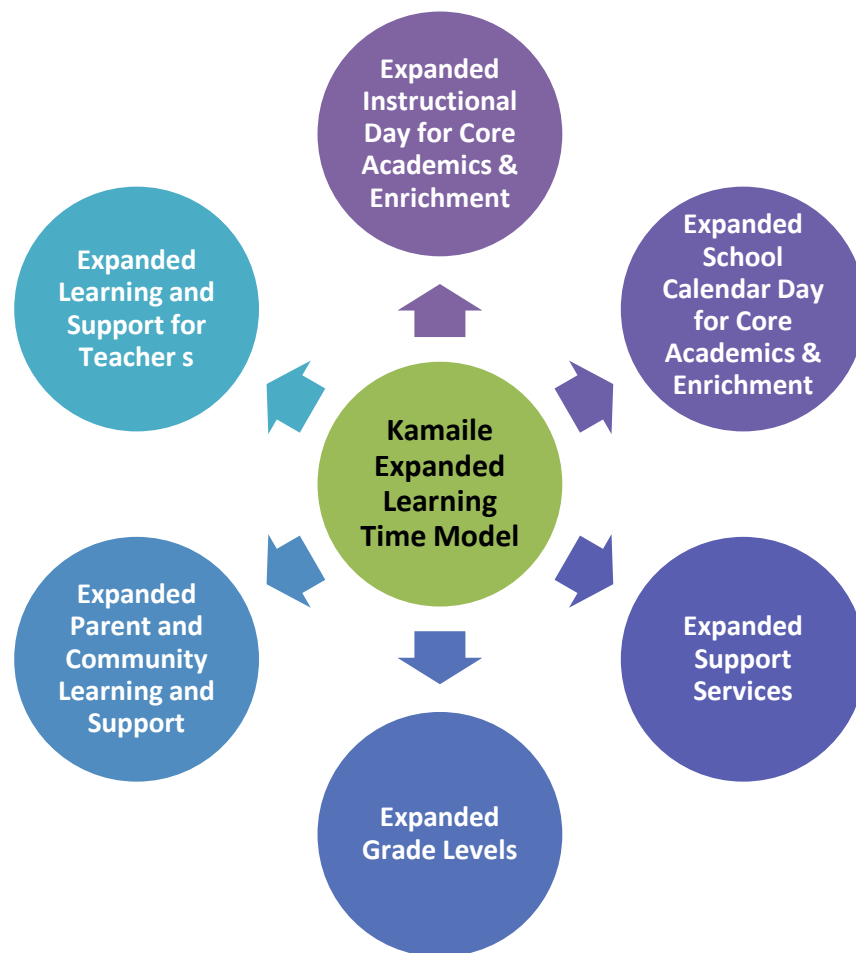 Expanded
Instructional
Day for Core
Academics &
Enrichment
Expanded
School
Calendar Day
for Core
Academics &
Enrichment
Expanded
Support
Services
Expanded
Grade Levels
Expanded
Parent and
Community
Learning and
Support
Expanded
Learning and
Support for
Teacher s
Kamaile
Expanded
Learning
Time Model